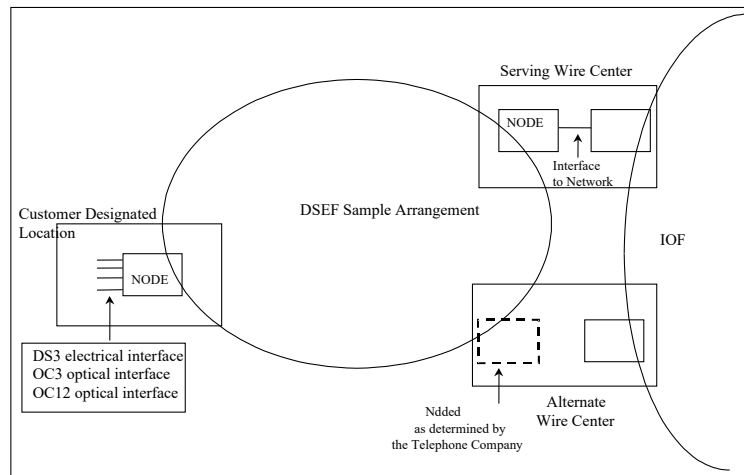 Serving Wire Center
NODE
Interface
to Network
DSEF Sample Arrangement
IOF
Customer Designated
Location
NODE
DS3 electrical interface
OC3 optical interface
OC12 optical interface
Ndded
as determined by
the Telephone Company
Alternate
Wire Center